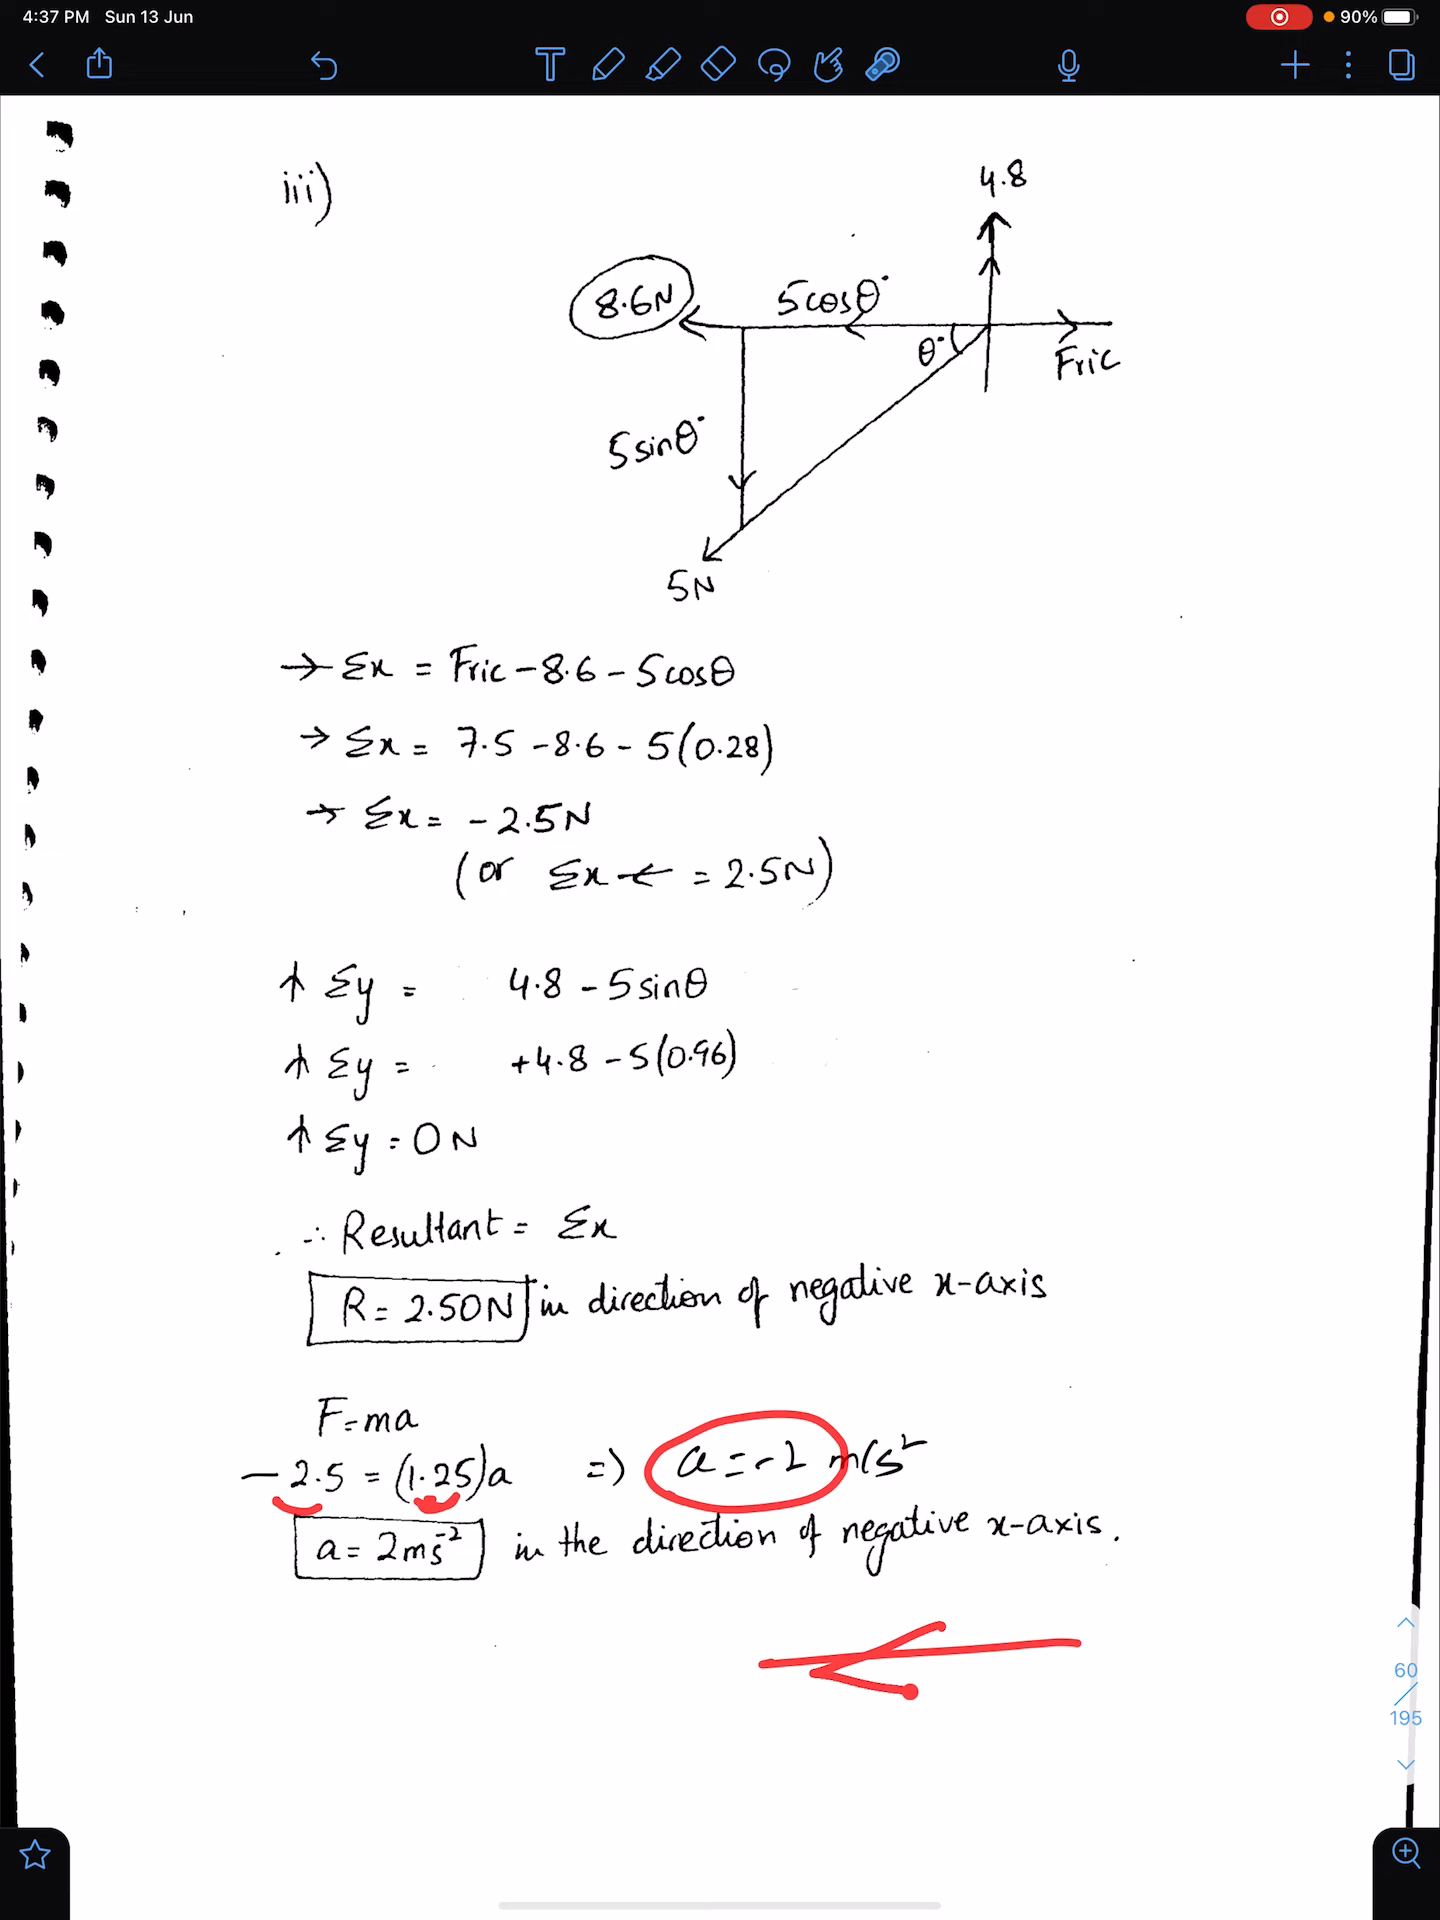 4:37 PM Sun 13 Jun
90%
iii)
4.8
8.6N
5cosθ°
θ°
Fric
5sinθ°
5N
→ Σx = Fric - 8.6 - 5cosθ
→ Σx = 7.5 - 8.6 - 5(0.28)
→ Σx = - 2.5N
(or Σx ← = 2.5N)
↑ Σy = 4.8 - 5sinθ
↑ Σy = +4.8 - 5(0.96)
↑ Σy = 0N
∴ Resultant = Σx
R = 2.50N in direction of negative x-axis
F=ma
- 2.5 = (1.25)a => a = -2 m/s²
a = 2ms⁻² in the direction of negative x-axis.
60
195